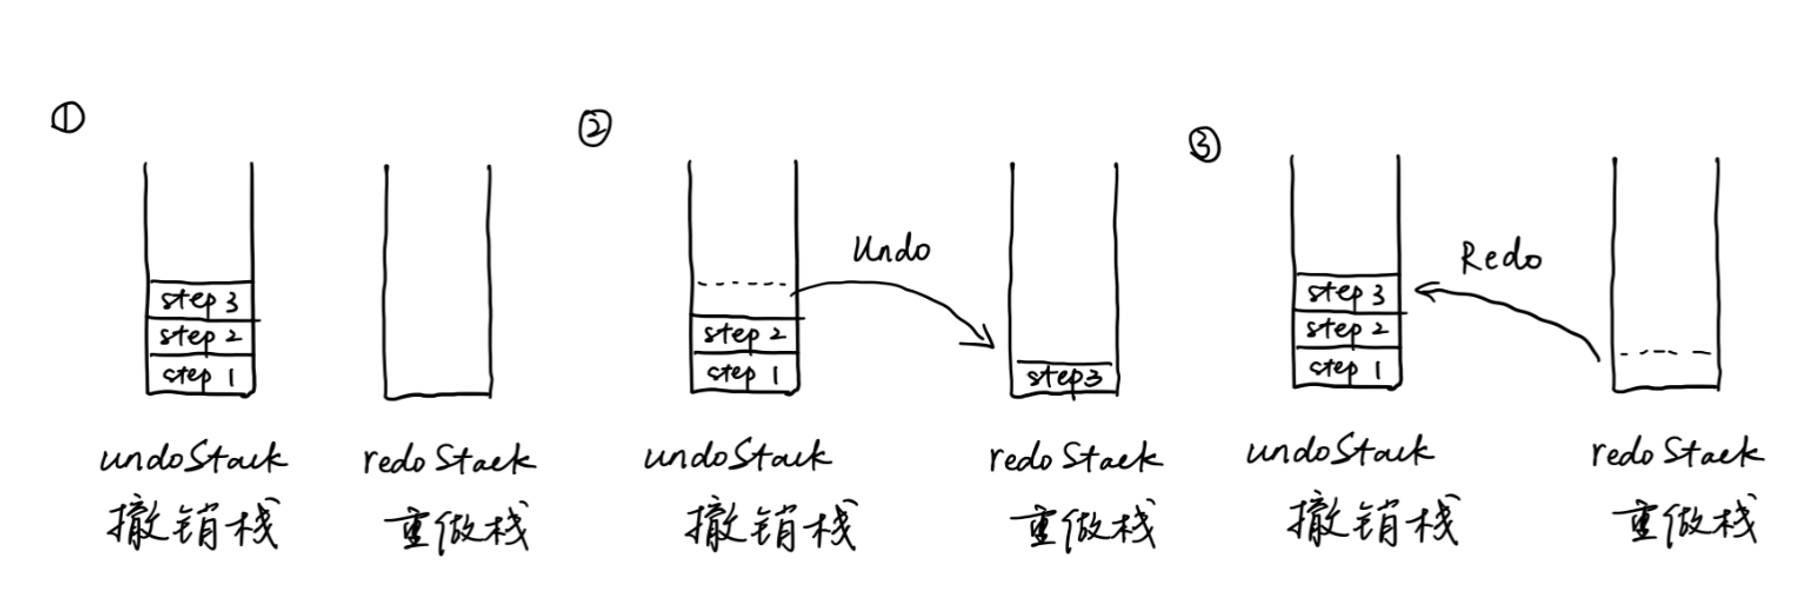 ①
step 3
step 2
step 1
undoStack
撤销栈
redoStack
重做栈
②
Undo
step 2
step 1
step3
undoStack
撤销栈
redoStack
重做栈
③
Redo
step 3
step 2
step 1
undoStack
撤销栈
redoStack
重做栈